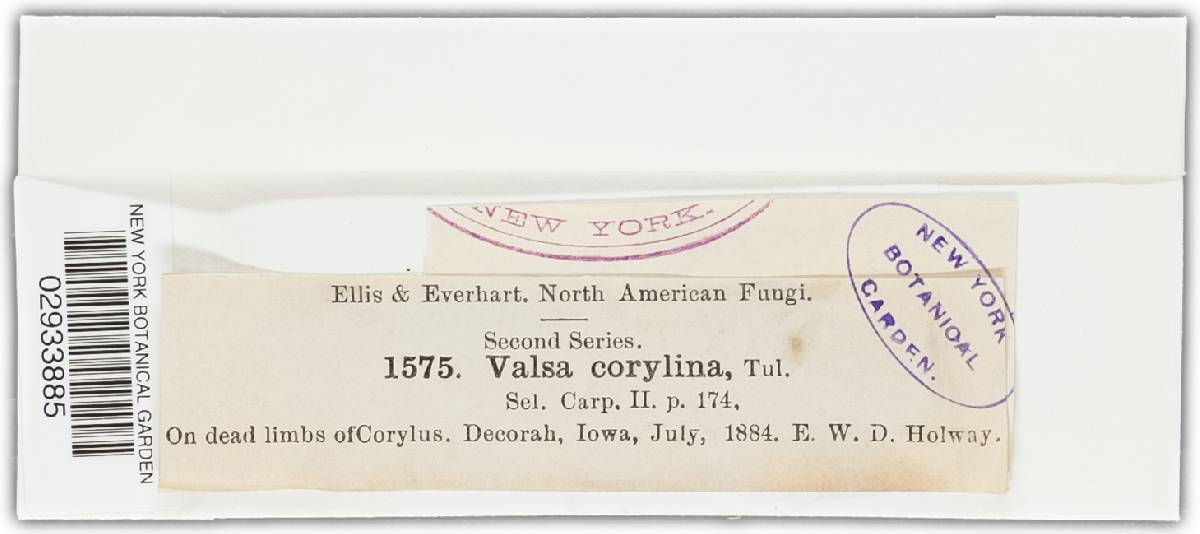 NEW YORK.
NEW YORK
BOTANICAL
GARDEN.
Ellis & Everhart. North American Fungi.
Second Series.
1575. Valsa corylina, Tul.
Sel. Carp. II. p. 174.
On dead limbs ofCorylus. Decorah, Iowa, July, 1884. E. W. D. Holway.
NEW YORK BOTANICAL GARDEN
02933885